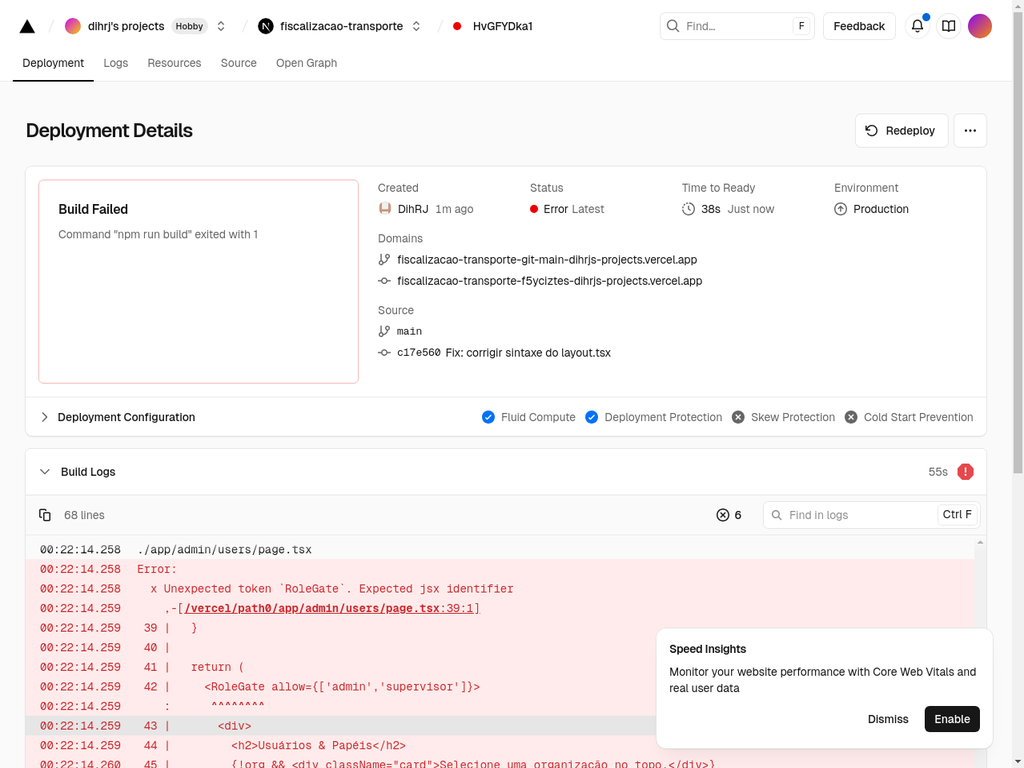 dihrj's projects Hobby fiscalizacao-transporte HvGFYDka1 Find... F Feedback
Deployment Logs Resources Source Open Graph
Deployment Details
Redeploy
Build Failed
Command "npm run build" exited with 1
Created Status Time to Ready Environment
DihRJ 1m ago Error Latest 38s Just now Production
Domains
fiscalizacao-transporte-git-main-dihrjs-projects.vercel.app
fiscalizacao-transporte-f5yciztes-dihrjs-projects.vercel.app
Source
main
c17e560 Fix: corrigir sintaxe do layout.tsx
Deployment Configuration Fluid Compute Deployment Protection Skew Protection Cold Start Prevention
Build Logs 55s
68 lines 6 Find in logs Ctrl F
00:22:14.258 ./app/admin/users/page.tsx
00:22:14.258 Error:
00:22:14.258 x Unexpected token `RoleGate`. Expected jsx identifier
00:22:14.259 ,-[/vercel/path0/app/admin/users/page.tsx:39:1]
00:22:14.259 39 | }
00:22:14.259 40 |
00:22:14.259 41 | return (
00:22:14.259 42 | <RoleGate allow={['admin','supervisor']}>
00:22:14.259 : ^^^^^^^^
00:22:14.259 43 | <div>
00:22:14.259 44 | <h2>Usuários & Papéis</h2>
00:22:14.260 45 | {!org && <div className="card">Selecione uma organização no topo.</div>}
Speed Insights
Monitor your website performance with Core Web Vitals and
real user data
Dismiss Enable